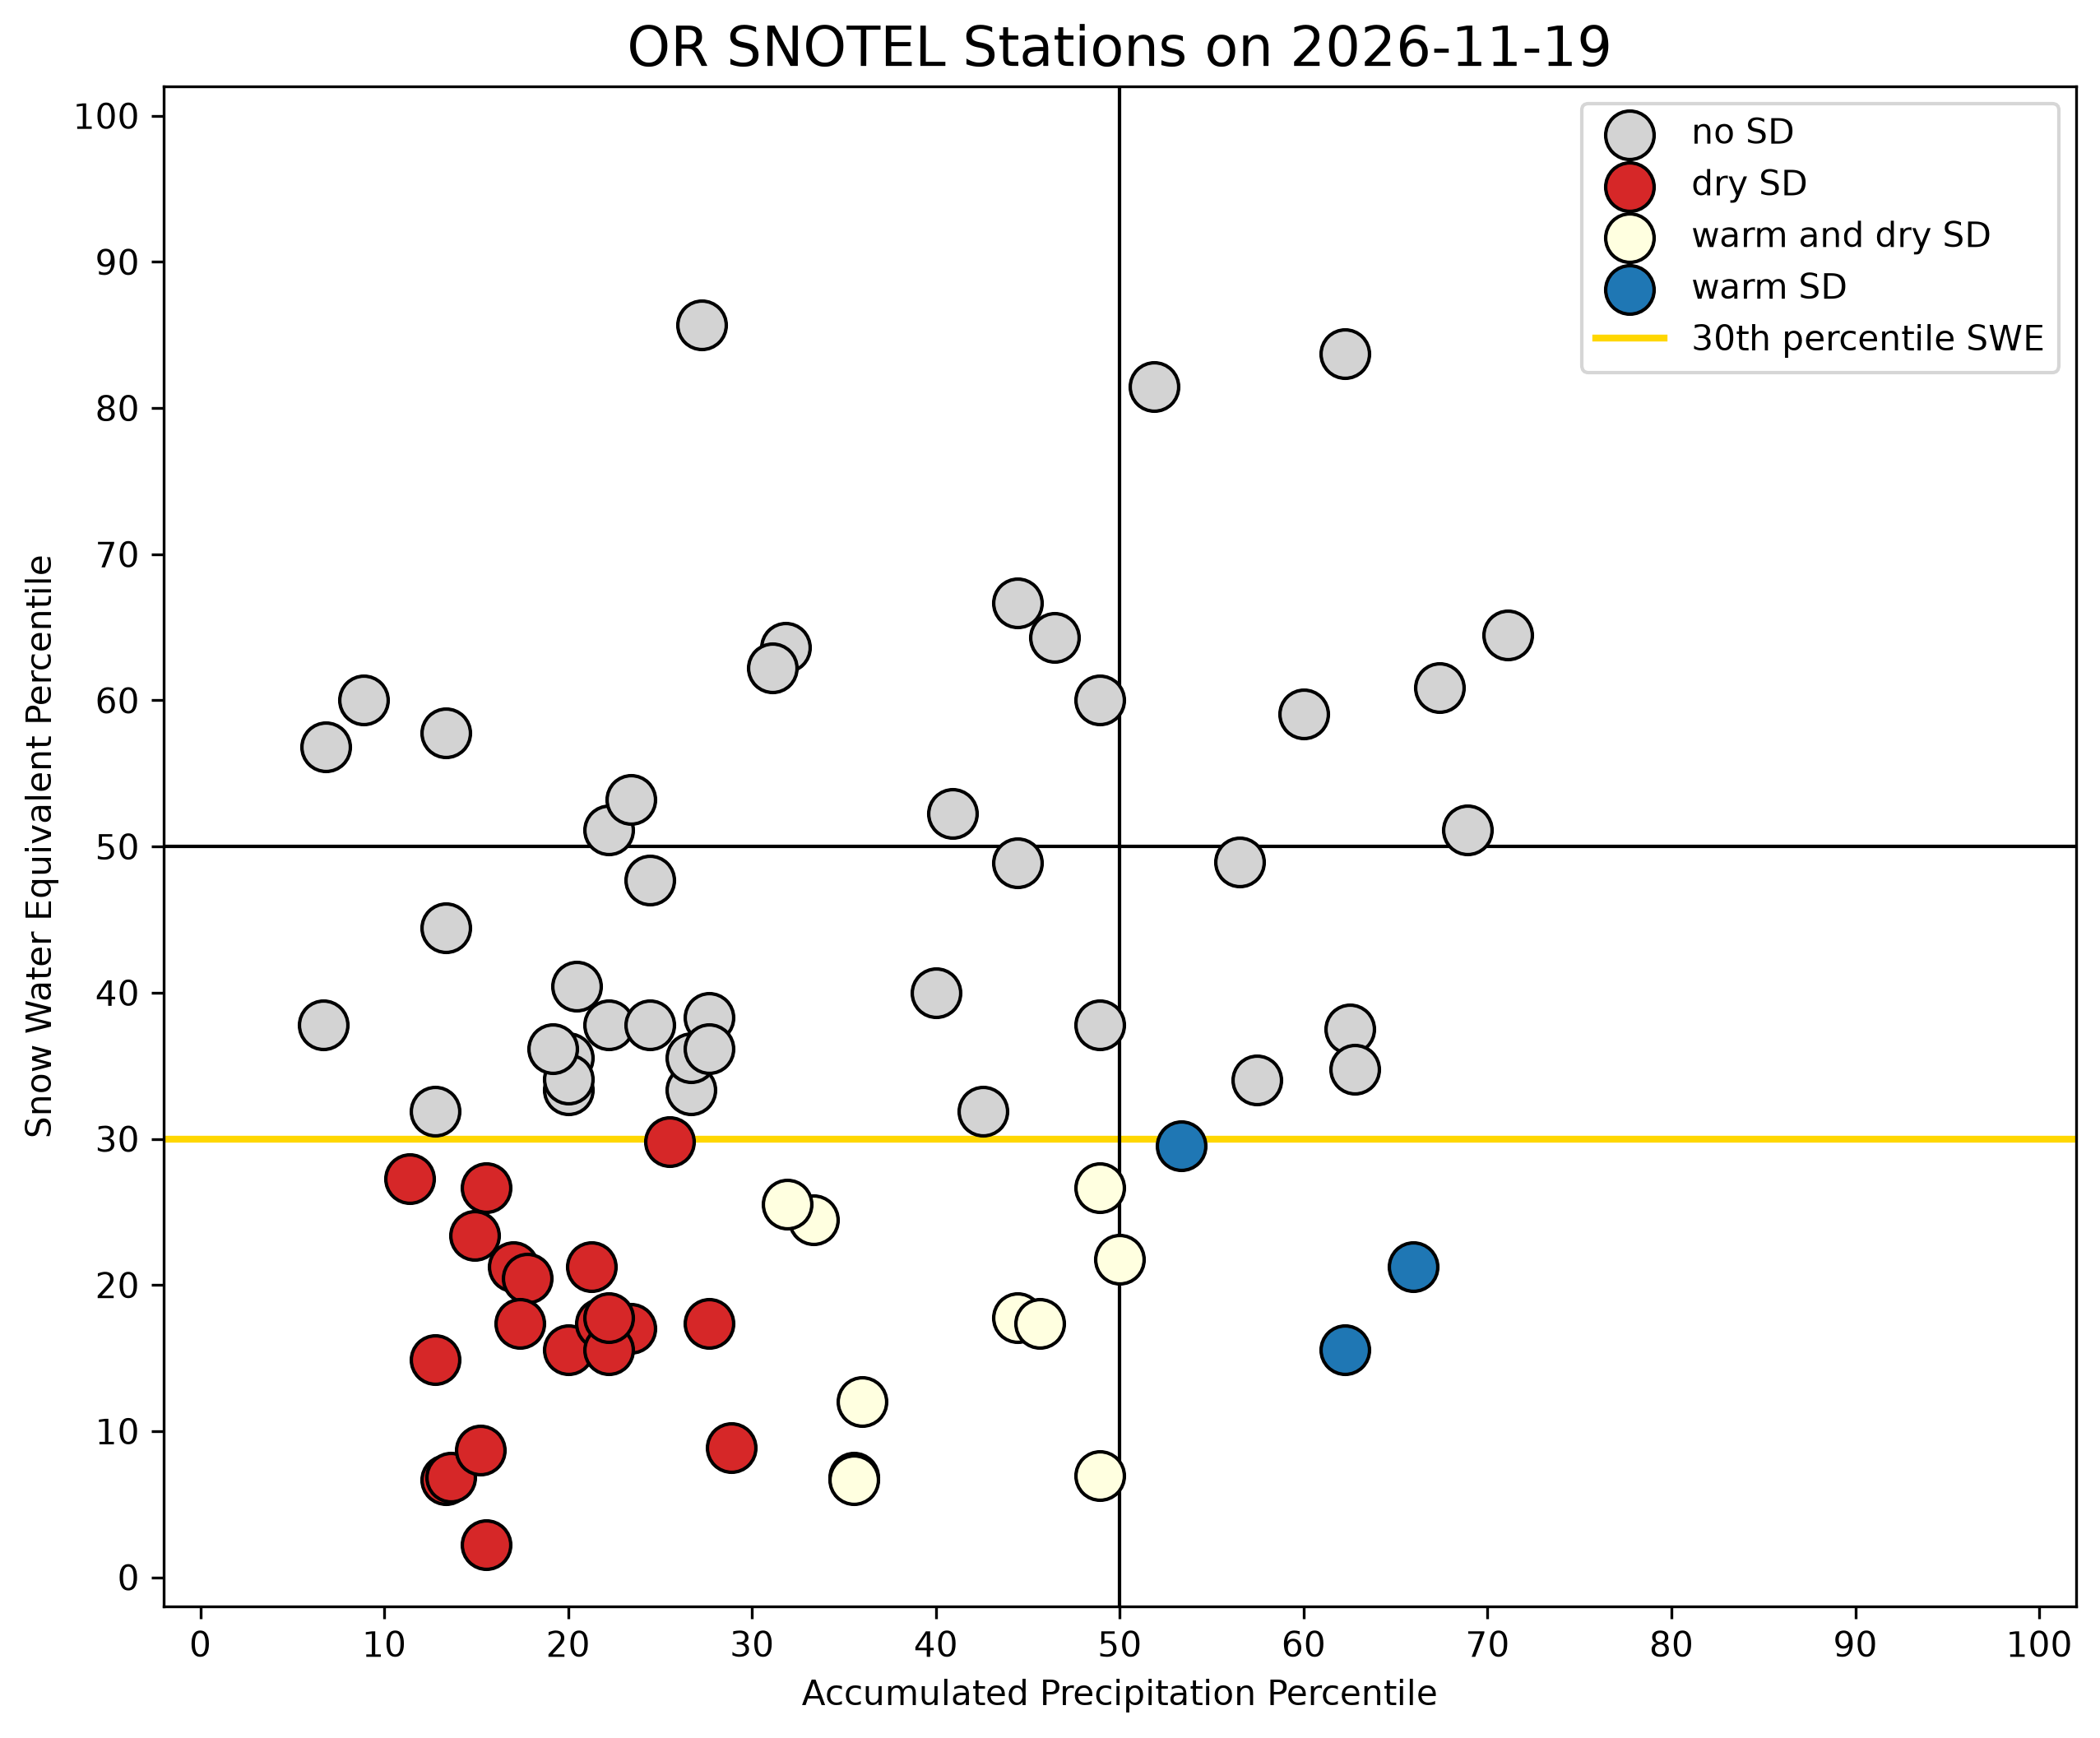 OR SNOTEL Stations on 2026-11-19
no SD
dry SD
warm and dry SD
warm SD
30th percentile SWE
Snow Water Equivalent Percentile
100
90
80
70
60
50
40
30
20
10
0
0 10 20 30 40 50 60 70 80 90 100
Accumulated Precipitation Percentile